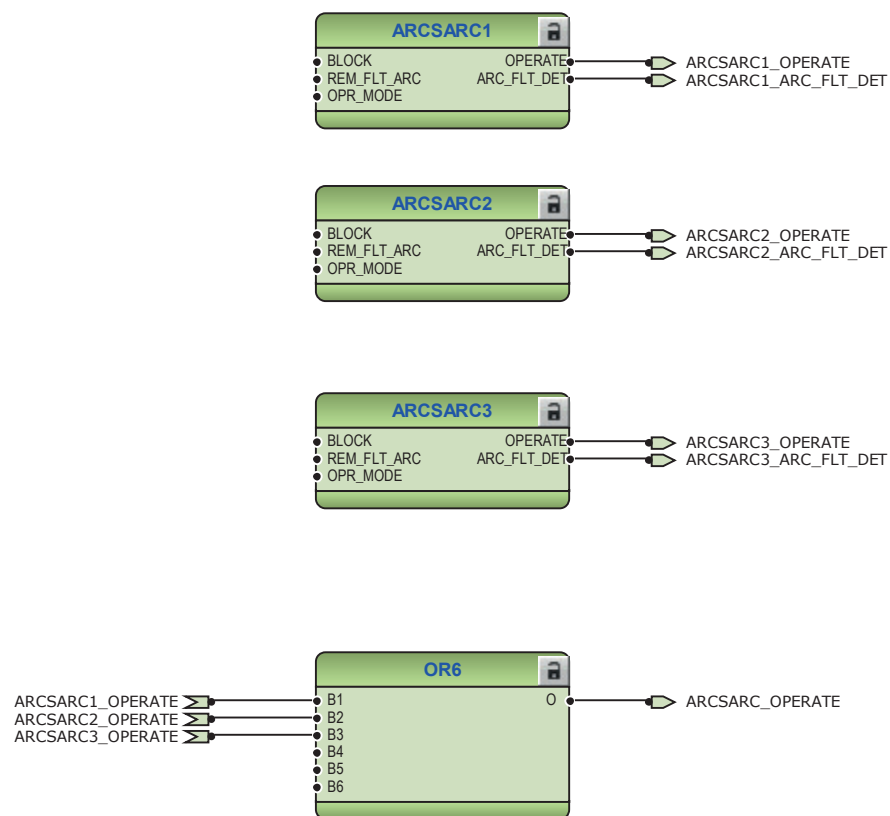 ARCSARC1
BLOCK OPERATE ARCSARC1_OPERATE
REM_FLT_ARC ARC_FLT_DET ARCSARC1_ARC_FLT_DET
OPR_MODE
ARCSARC2
BLOCK OPERATE ARCSARC2_OPERATE
REM_FLT_ARC ARC_FLT_DET ARCSARC2_ARC_FLT_DET
OPR_MODE
ARCSARC3
BLOCK OPERATE ARCSARC3_OPERATE
REM_FLT_ARC ARC_FLT_DET ARCSARC3_ARC_FLT_DET
OPR_MODE
OR6
ARCSARC1_OPERATE B1 O ARCSARC_OPERATE
ARCSARC2_OPERATE B2
ARCSARC3_OPERATE B3
B4
B5
B6